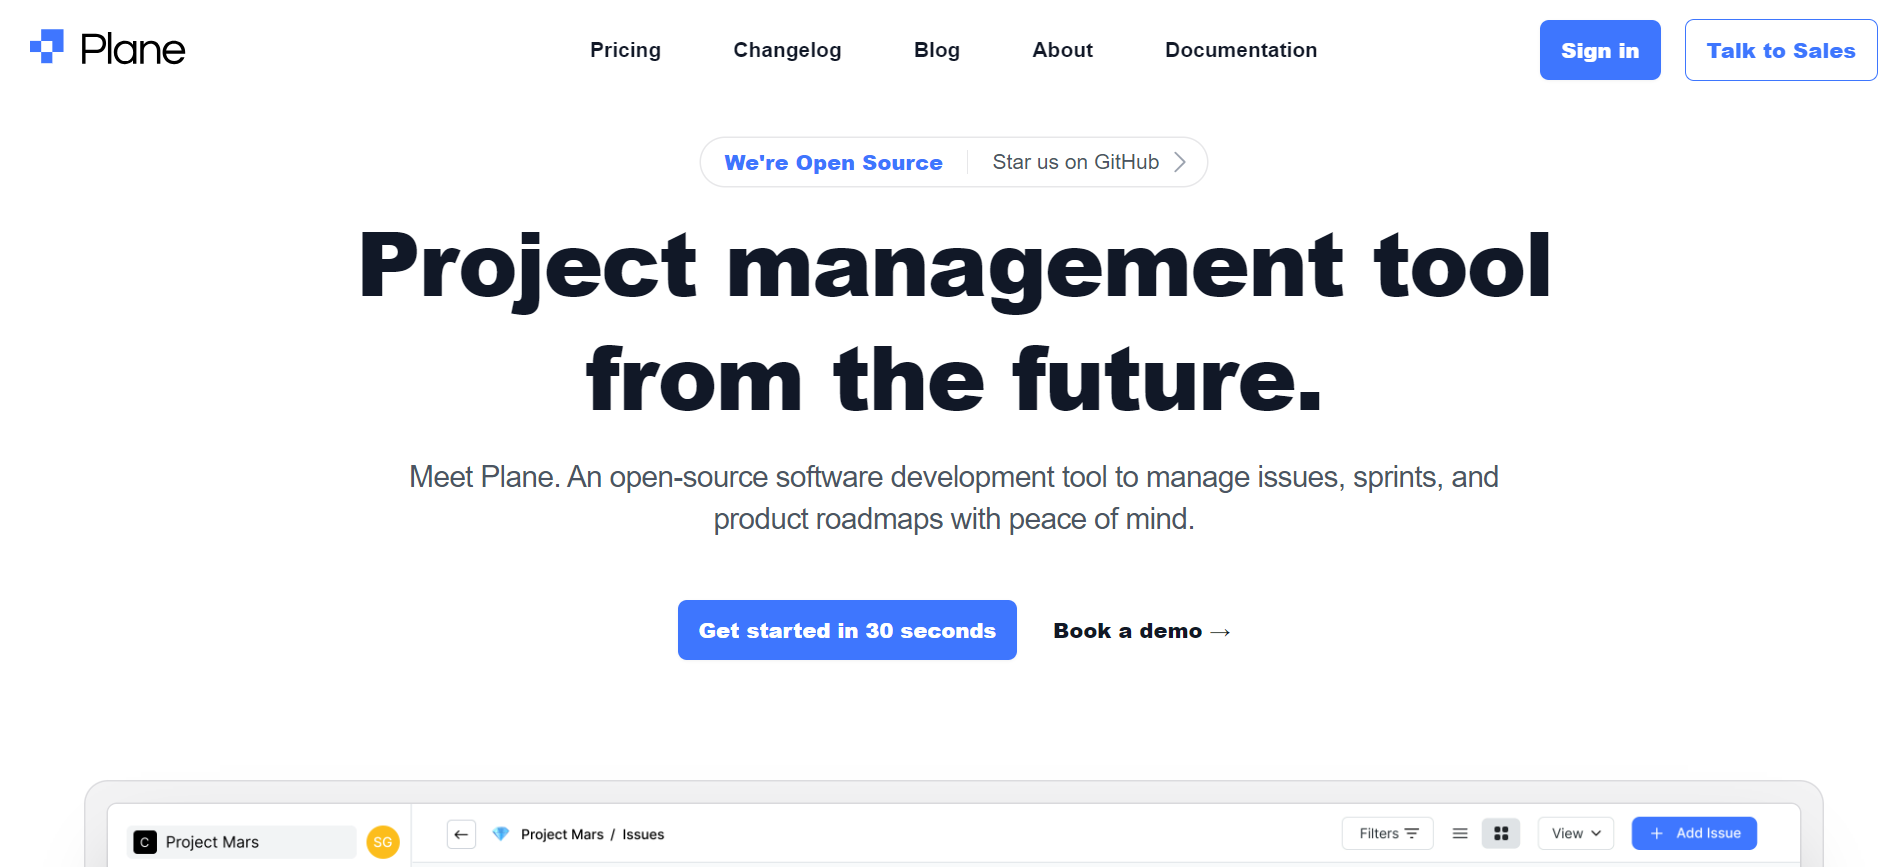 Plane
Pricing Changelog Blog About Documentation
Sign in Talk to Sales
We're Open Source Star us on GitHub
Project management tool
from the future.
Meet Plane. An open-source software development tool to manage issues, sprints, and
product roadmaps with peace of mind.
Get started in 30 seconds Book a demo →
C Project Mars SG
Project Mars / Issues
Filters View + Add Issue